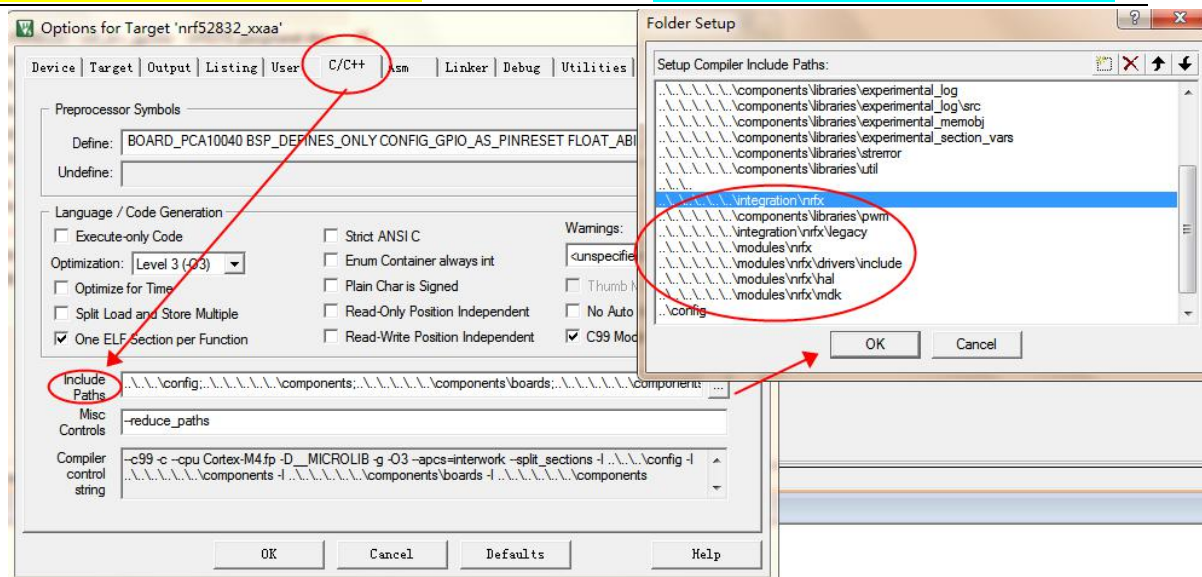 Options for Target 'nrf52832_xxaa'
Device | Target | Output | Listing | User | C/C++ | Asm | Linker | Debug | Utilities
Preprocessor Symbols
Define: BOARD_PCA10040 BSP_DEFINES_ONLY CONFIG_GPIO_AS_PINRESET FLOAT_ABI
Undefine:
Language / Code Generation
Execute-only Code
Strict ANSI C
Warnings:
Optimization: Level 3 (-O3)
Enum Container always int
<unspecifie
Optimize for Time
Plain Char is Signed
Thumb
Split Load and Store Multiple
Read-Only Position Independent
No Auto
One ELF Section per Function
Read-Write Position Independent
C99 Mod
Include Paths
..\..\..\config;..\..\..\..\..\..\components;..\..\..\..\..\..\components\boards;..\..\..\..\..\..\components
...
Misc Controls
--reduce_paths
Compiler control string
--c99 -c --cpu Cortex-M4.fp -D__MICROLIB -g -O3 --apcs=interwork --split_sections -I ..\..\..\config -I
..\..\..\..\..\..\components -I ..\..\..\..\..\..\components\boards -I ..\..\..\..\..\..\components
OK Cancel Defaults Help
Folder Setup
Setup Compiler Include Paths:
..\..\..\..\..\..\components\libraries\experimental_log
..\..\..\..\..\..\components\libraries\experimental_log\src
..\..\..\..\..\..\components\libraries\experimental_memobj
..\..\..\..\..\..\components\libraries\experimental_section_vars
..\..\..\..\..\..\components\libraries\strerror
..\..\..\..\..\..\components\libraries\util
..\..\..
..\..\..\..\..\..\integration\nrfx
..\..\..\..\..\..\components\libraries\pwm
..\..\..\..\..\..\integration\nrfx\legacy
..\..\..\..\..\..\modules\nrfx
..\..\..\..\..\..\modules\nrfx\drivers\include
..\..\..\..\..\..\modules\nrfx\hal
..\..\..\..\..\..\modules\nrfx\mdk
..\config
OK Cancel